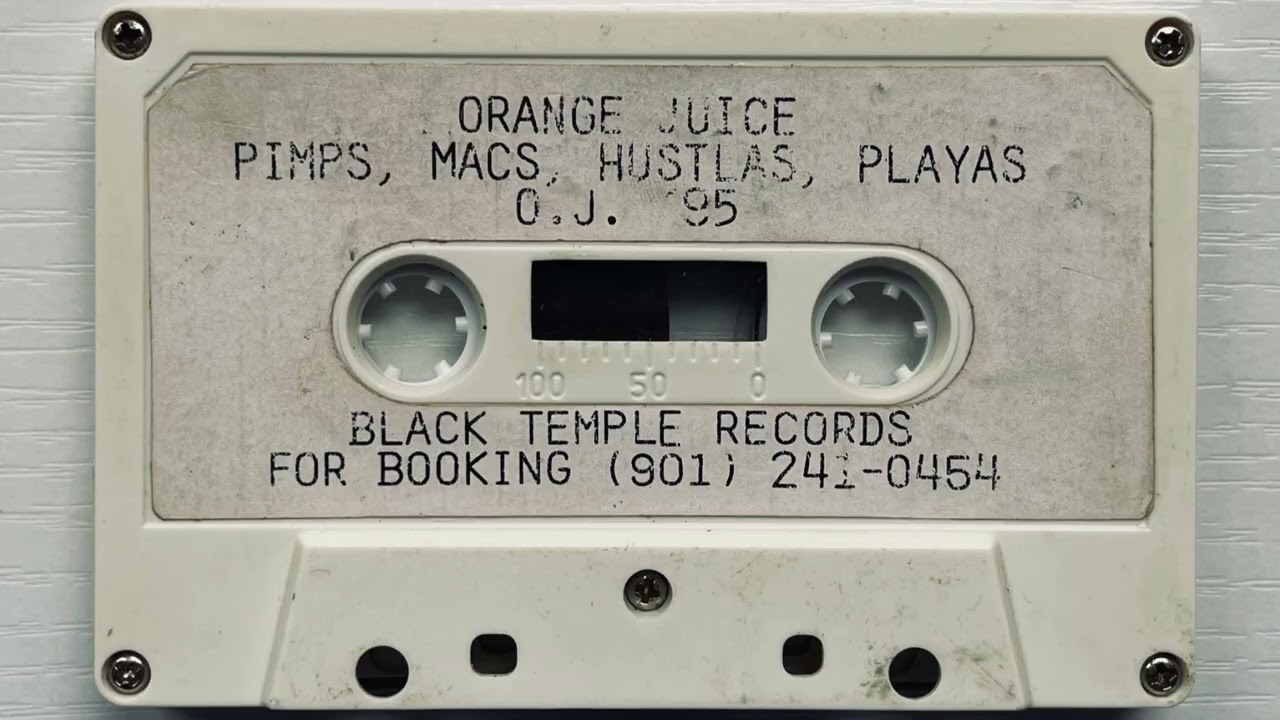 ORANGE JUICE
PIMPS, MACS, HUSTLAS, PLAYAS
O.J. '95
100 50 0
BLACK TEMPLE RECORDS
FOR BOOKING (901) 241-0454